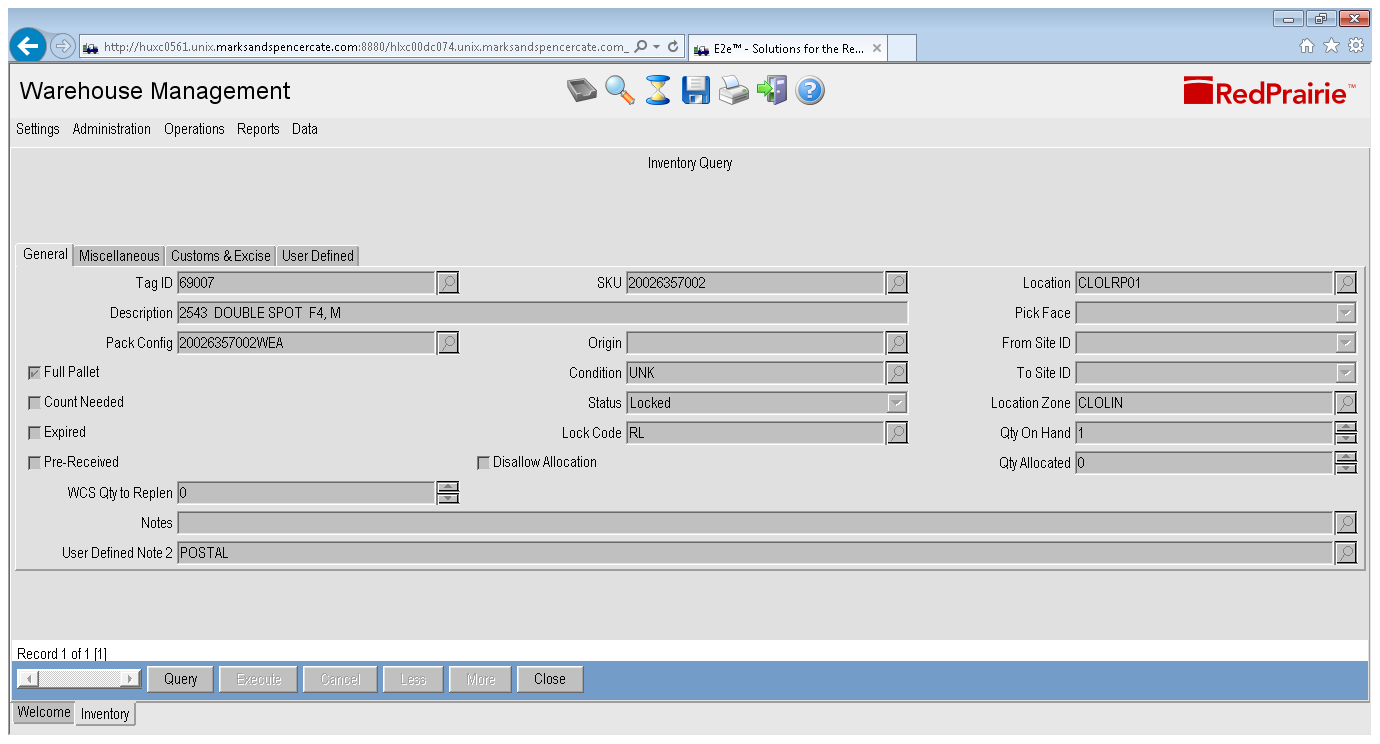 http://huxc0561.unix.marksandspencercate.com:8880/hlxc00dc074.unix.marksandspencercate.com_
E2e™ - Solutions for the Re...
Warehouse Management
RedPrairie™
Settings Administration Operations Reports Data
Inventory Query
General Miscellaneous Customs & Excise User Defined
Tag ID 69007 SKU 20026357002 Location CLOLRP01
Description 2543 DOUBLE SPOT F4, M Pick Face
Pack Config 20026357002WEA Origin From Site ID
Full Pallet Condition UNK To Site ID
Count Needed Status Locked Location Zone CLOLIN
Expired Lock Code RL Qty On Hand 1
Pre-Received Disallow Allocation Qty Allocated 0
WCS Qty to Replen 0
Notes
User Defined Note 2 POSTAL
Record 1 of 1 [1]
Query Execute Cancel Less More Close
Welcome Inventory